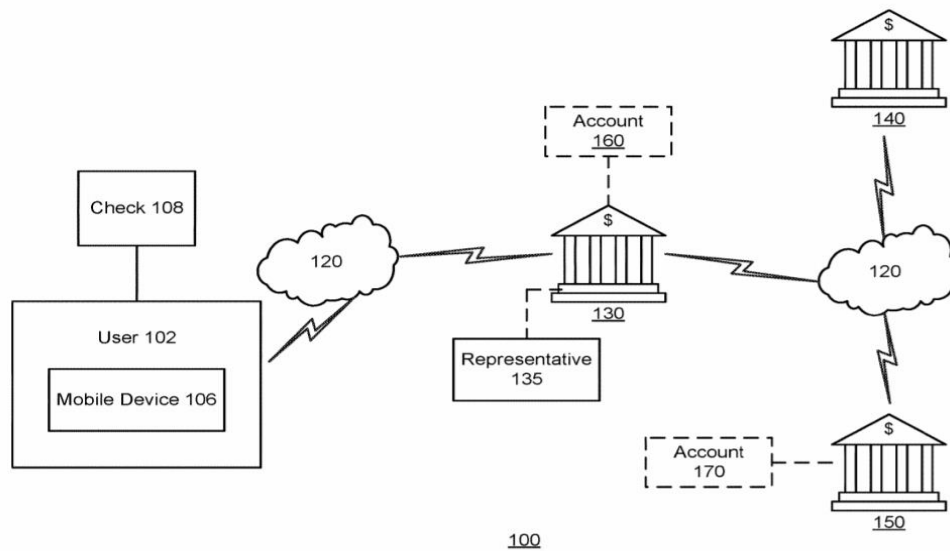 $
140
Account
160
Check 108
$
120
120
130
User 102
Representative
135
Mobile Device 106
$
Account
170
150
100